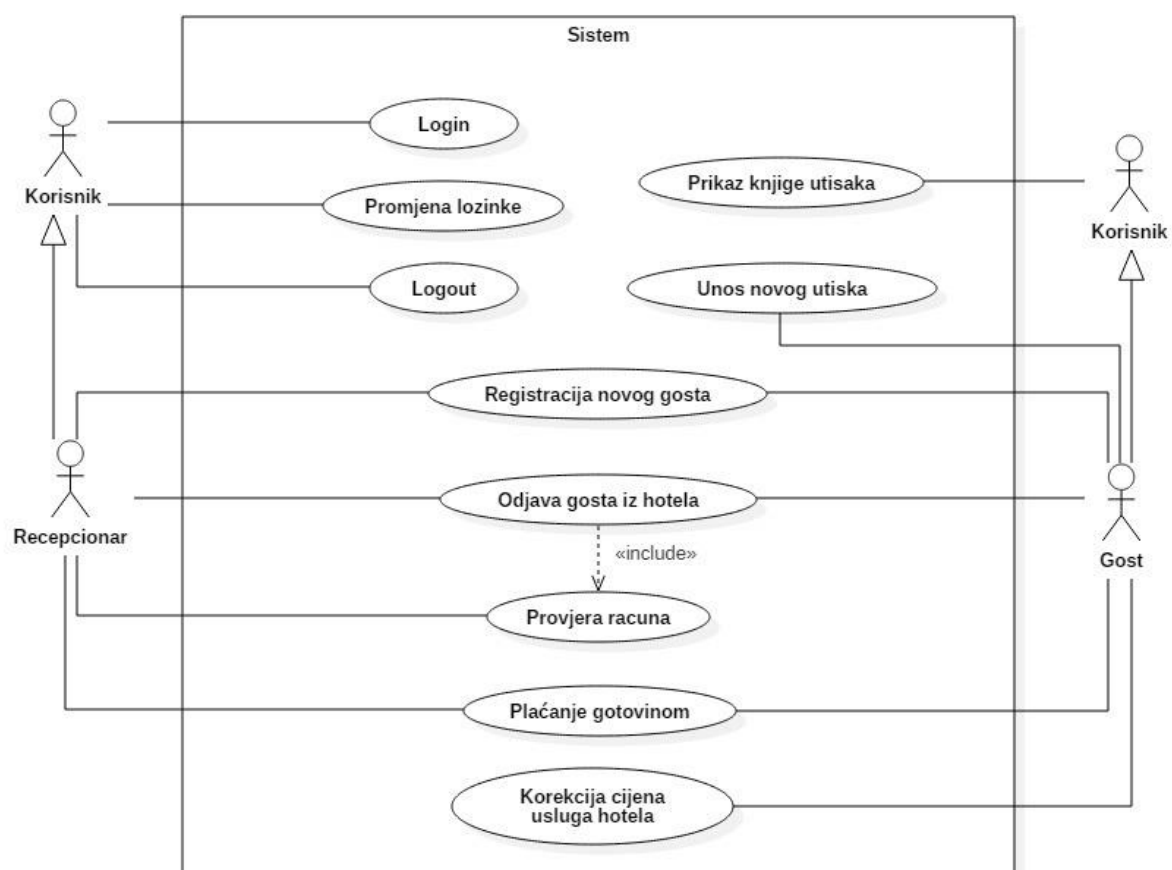 Sistem
Login
Korisnik
Promjena lozinke
Prikaz knjige utisaka
Korisnik
Logout
Unos novog utiska
Registracija novog gosta
Recepcionar
Odjava gosta iz hotela
«include»
Gost
Provjera racuna
Plaćanje gotovinom
Korekcija cijena
usluga hotela